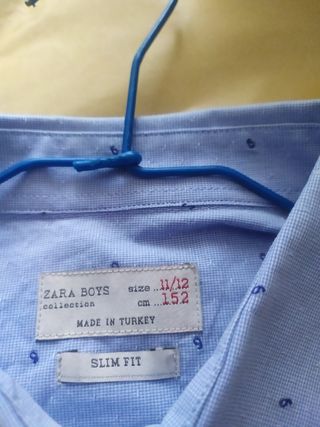 ZARA BOYS size ..11/12
collection cm ...152
MADE IN TURKEY
SLIM FIT